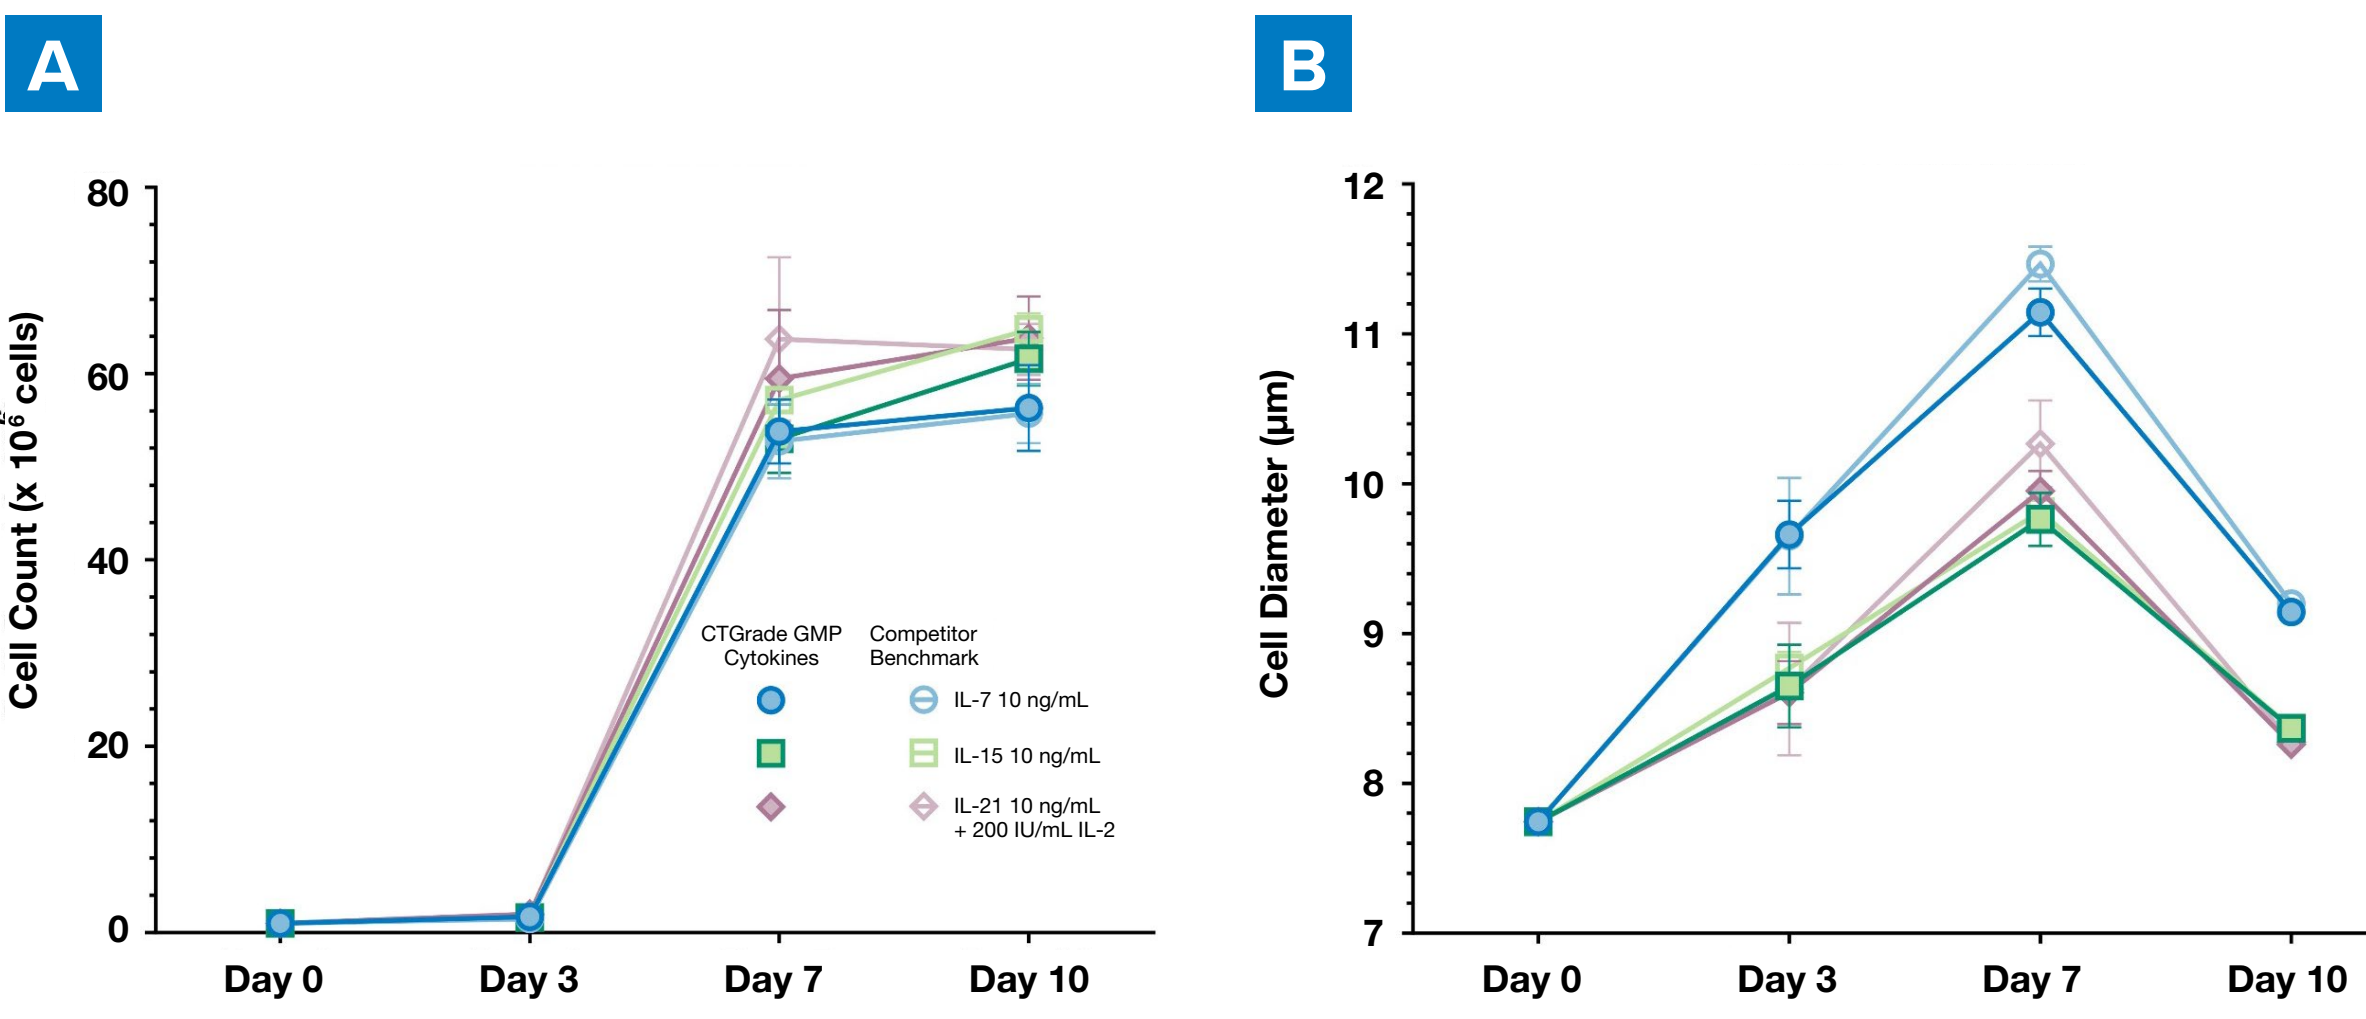 A
B
Cell Count (x 10⁶ cells)
80
60
40
20
0
Day 0
Day 3
Day 7
Day 10
CTGrade GMP
Cytokines
Competitor
Benchmark
IL-7 10 ng/mL
IL-15 10 ng/mL
IL-21 10 ng/mL
+ 200 IU/mL IL-2
Cell Diameter (µm)
12
11
10
9
8
7
Day 0
Day 3
Day 7
Day 10